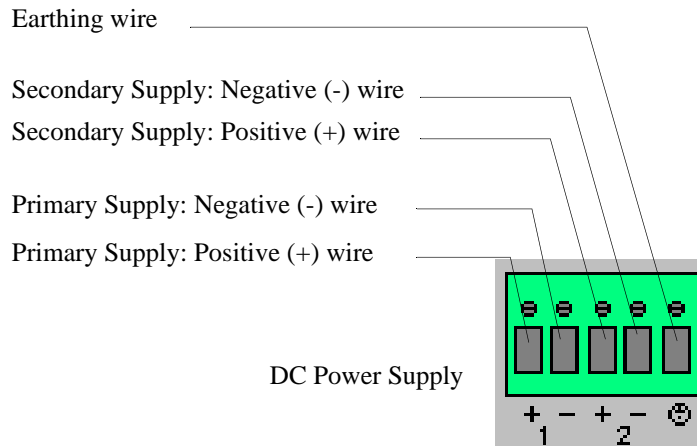 Earthing wire
Secondary Supply: Negative (-) wire
Secondary Supply: Positive (+) wire
Primary Supply: Negative (-) wire
Primary Supply: Positive (+) wire
DC Power Supply
+ − + −
1 2